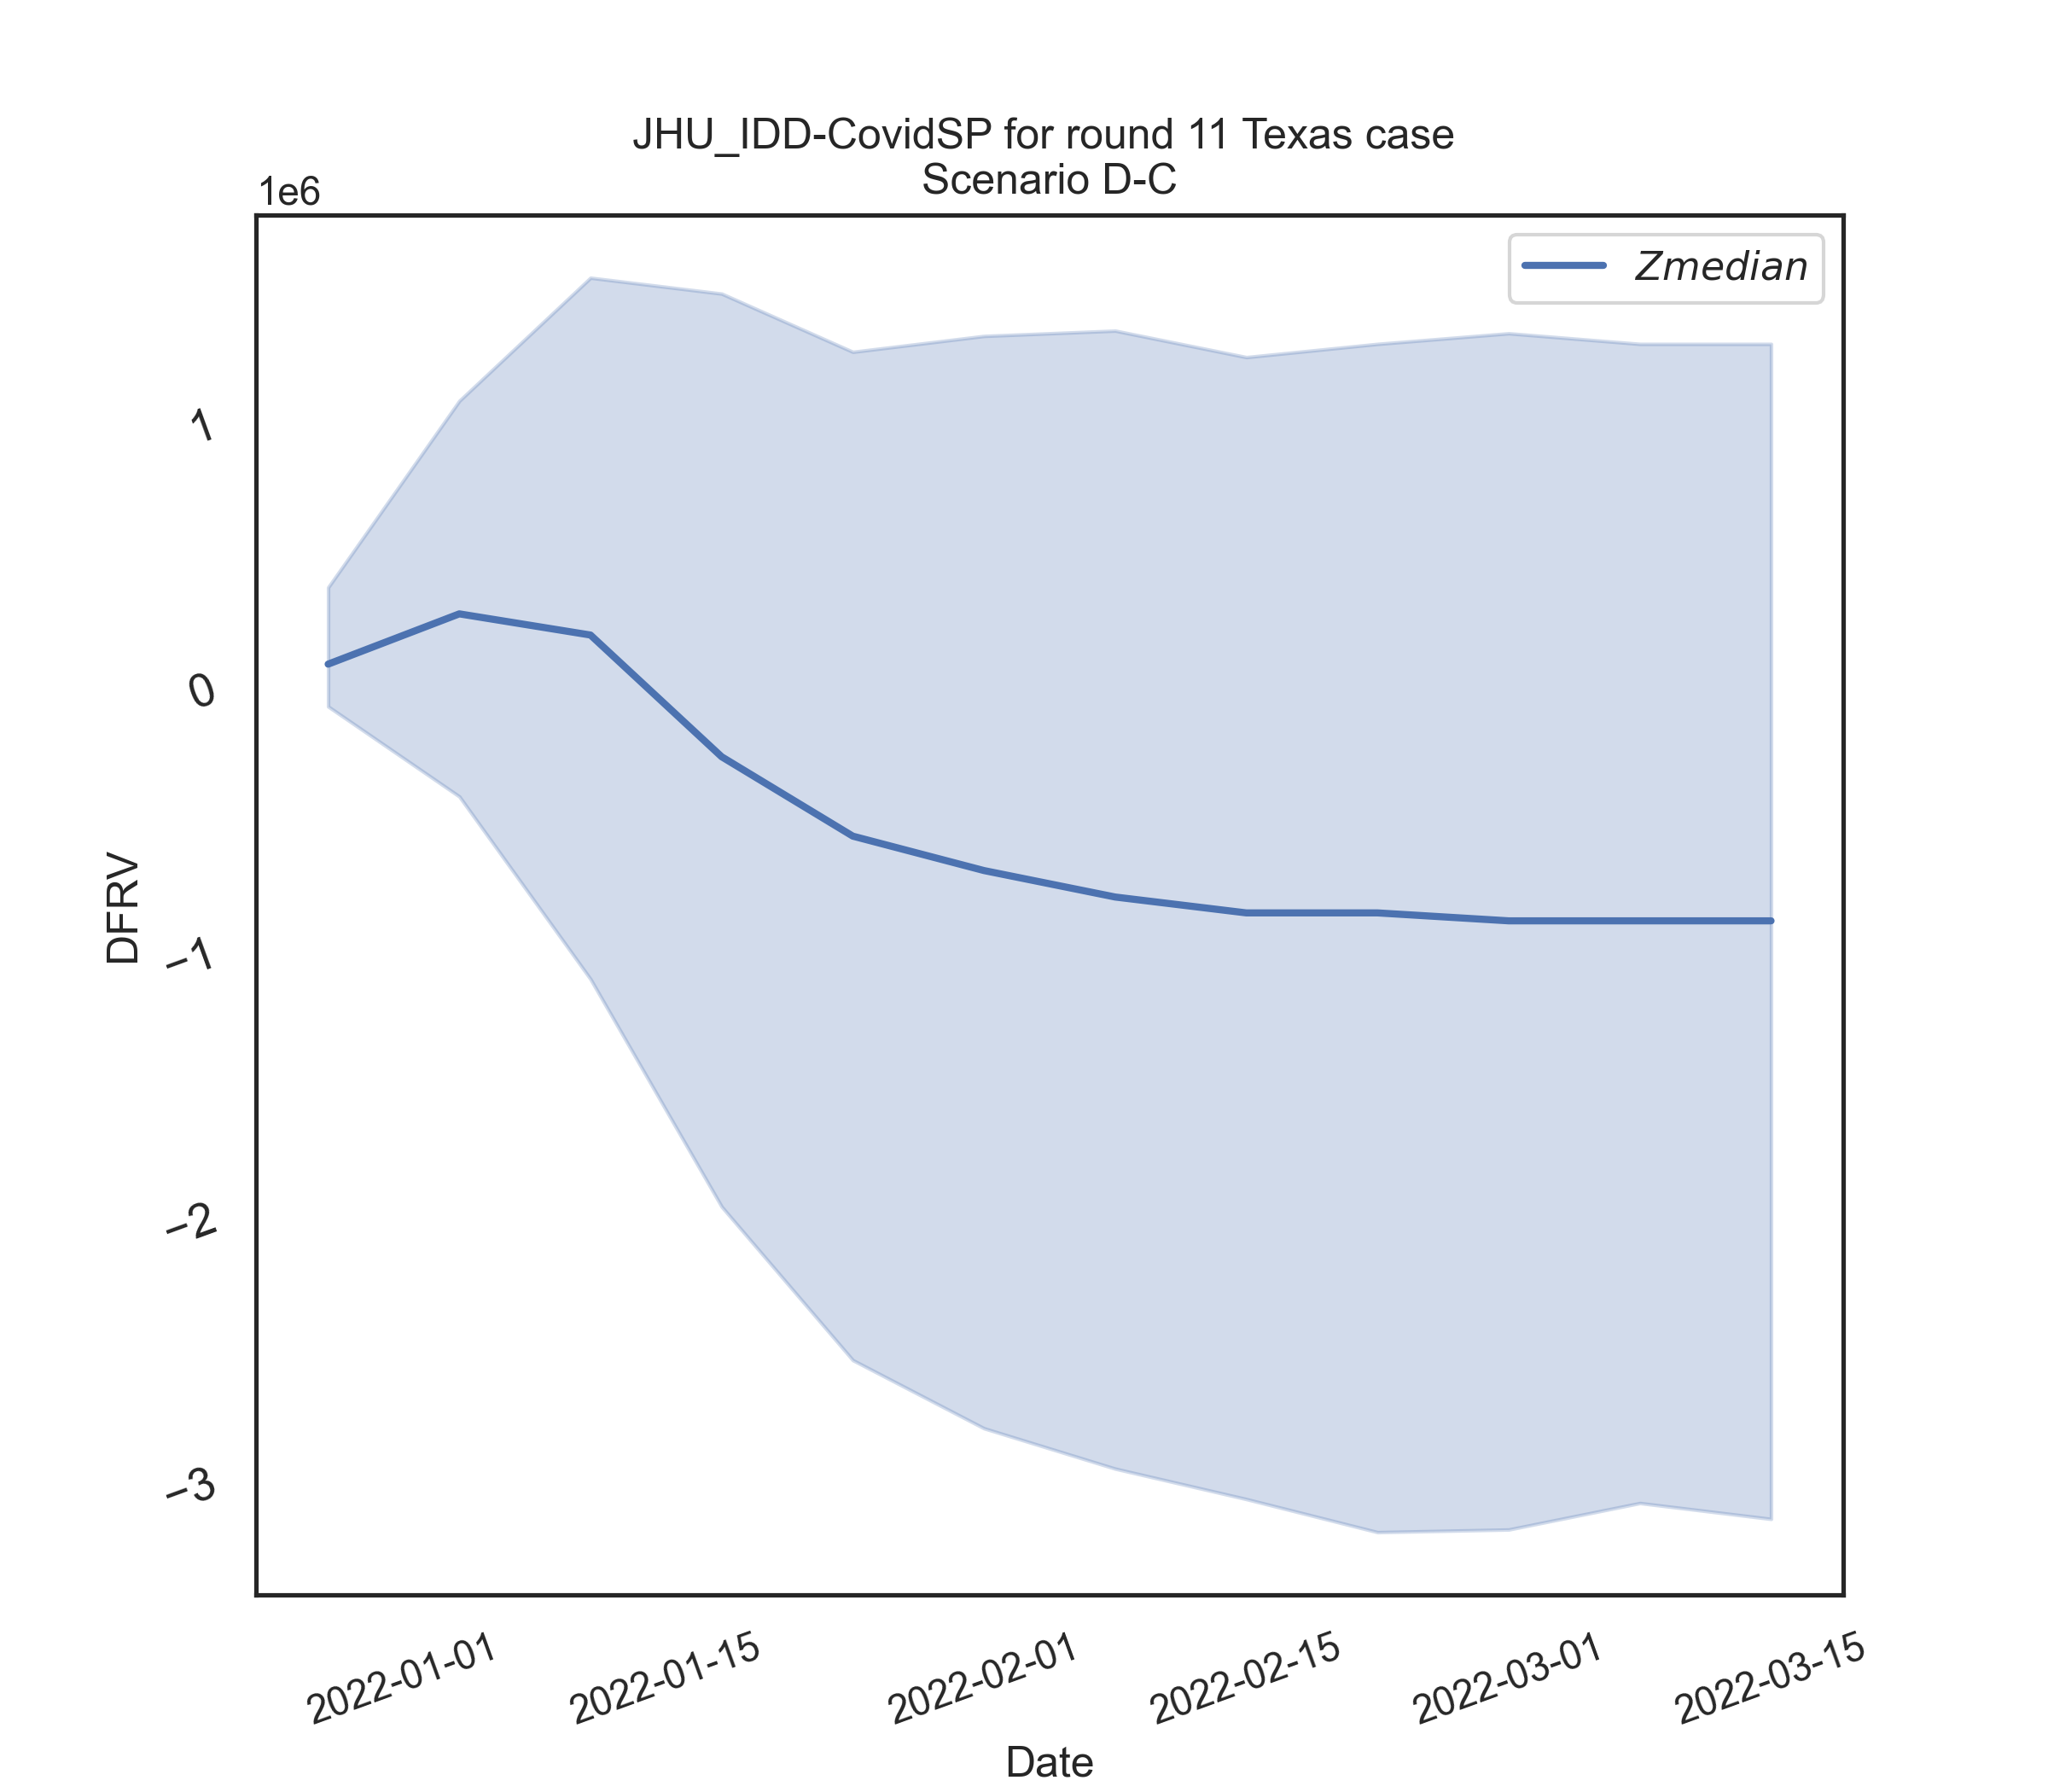 JHU_IDD-CovidSP for round 11 Texas case
Scenario D-C
1e6
Zmedian
1
0
−1
−2
−3
DFRV
2022-01-01
2022-01-15
2022-02-01
2022-02-15
2022-03-01
2022-03-15
Date